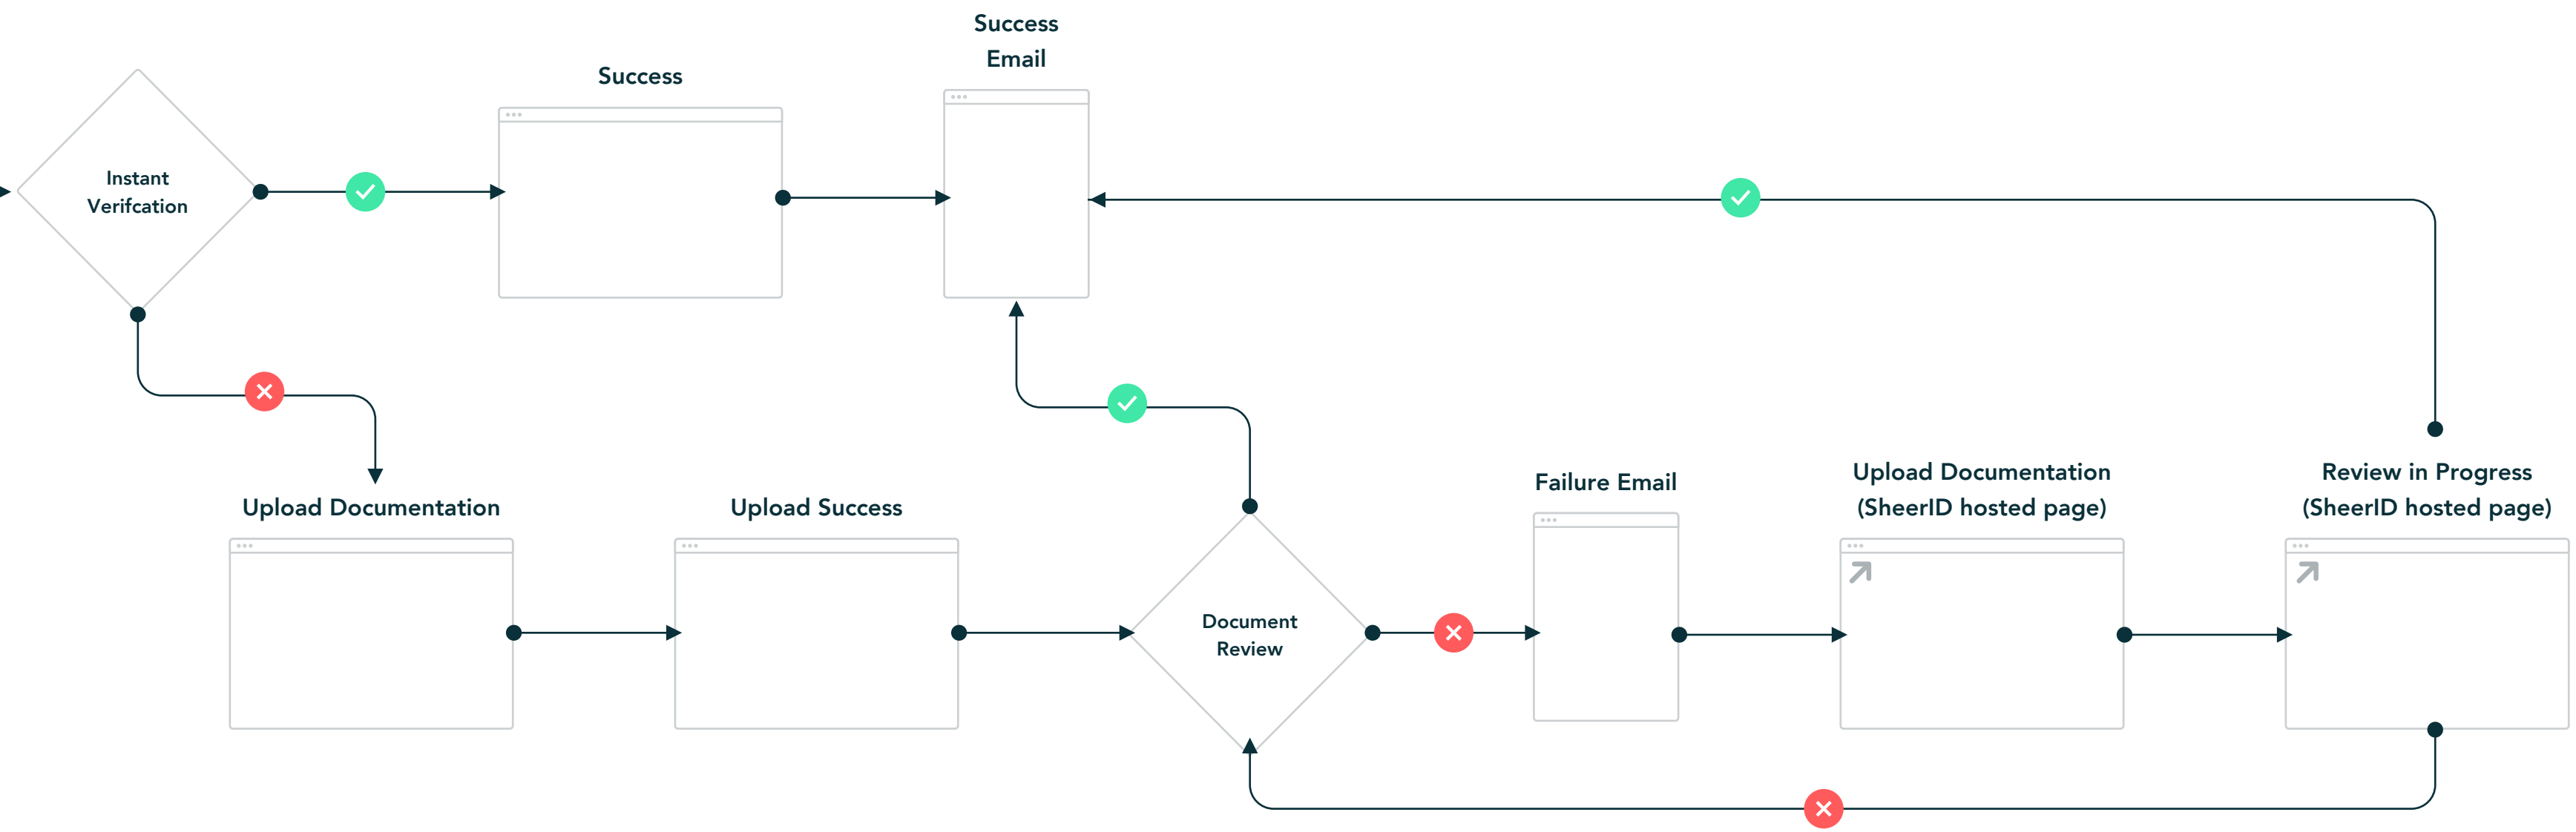 Success
Email
Success
Instant
Verifcation
Upload Documentation
Upload Success
Document
Review
Failure Email
Upload Documentation
(SheerID hosted page)
Review in Progress
(SheerID hosted page)